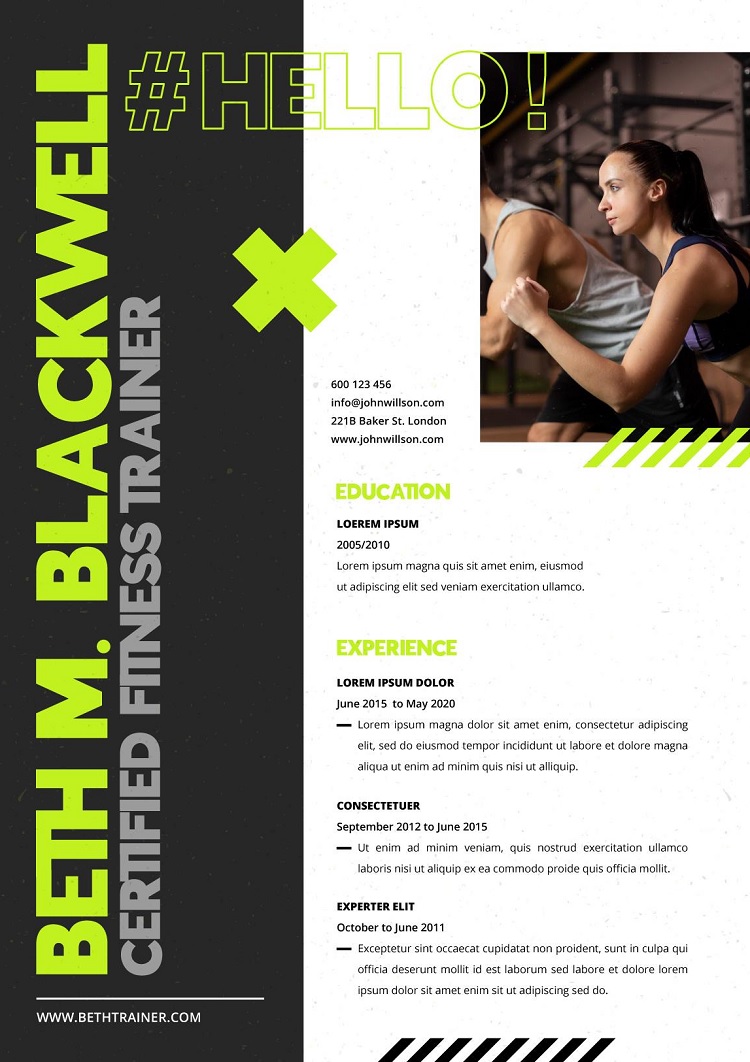 #HELLO!
BETH M. BLACKWELL
CERTIFIED FITNESS TRAINER
600 123 456
info@johnwillson.com
221B Baker St. London
www.johnwillson.com
EDUCATION
LOEREM IPSUM
2005/2010
Lorem ipsum magna quis sit amet enim, eiusmod
ut adipiscing elit sed veniam exercitation ullamco.
EXPERIENCE
LOREM IPSUM DOLOR
June 2015 to May 2020
Lorem ipsum magna dolor sit amet enim, consectetur adipiscing
elit, sed do eiusmod tempor incididunt ut labore et dolore magna
aliqua ut enim ad minim quis nisi ut alliquip.
CONSECTETUER
September 2012 to June 2015
Ut enim ad minim veniam, quis nostrud exercitation ullamco
laboris nisi ut aliquip ex ea commodo proide quis officia mollit.
EXPERTER ELIT
October to June 2011
Exceptetur sint occaecat cupidatat non proident, sunt in culpa qui
officia deserunt mollit id est laborum sed labore et dolore lorem
ipsum dolor sit amet enim sit ut adipiscing sed do.
WWW.BETHTRAINER.COM